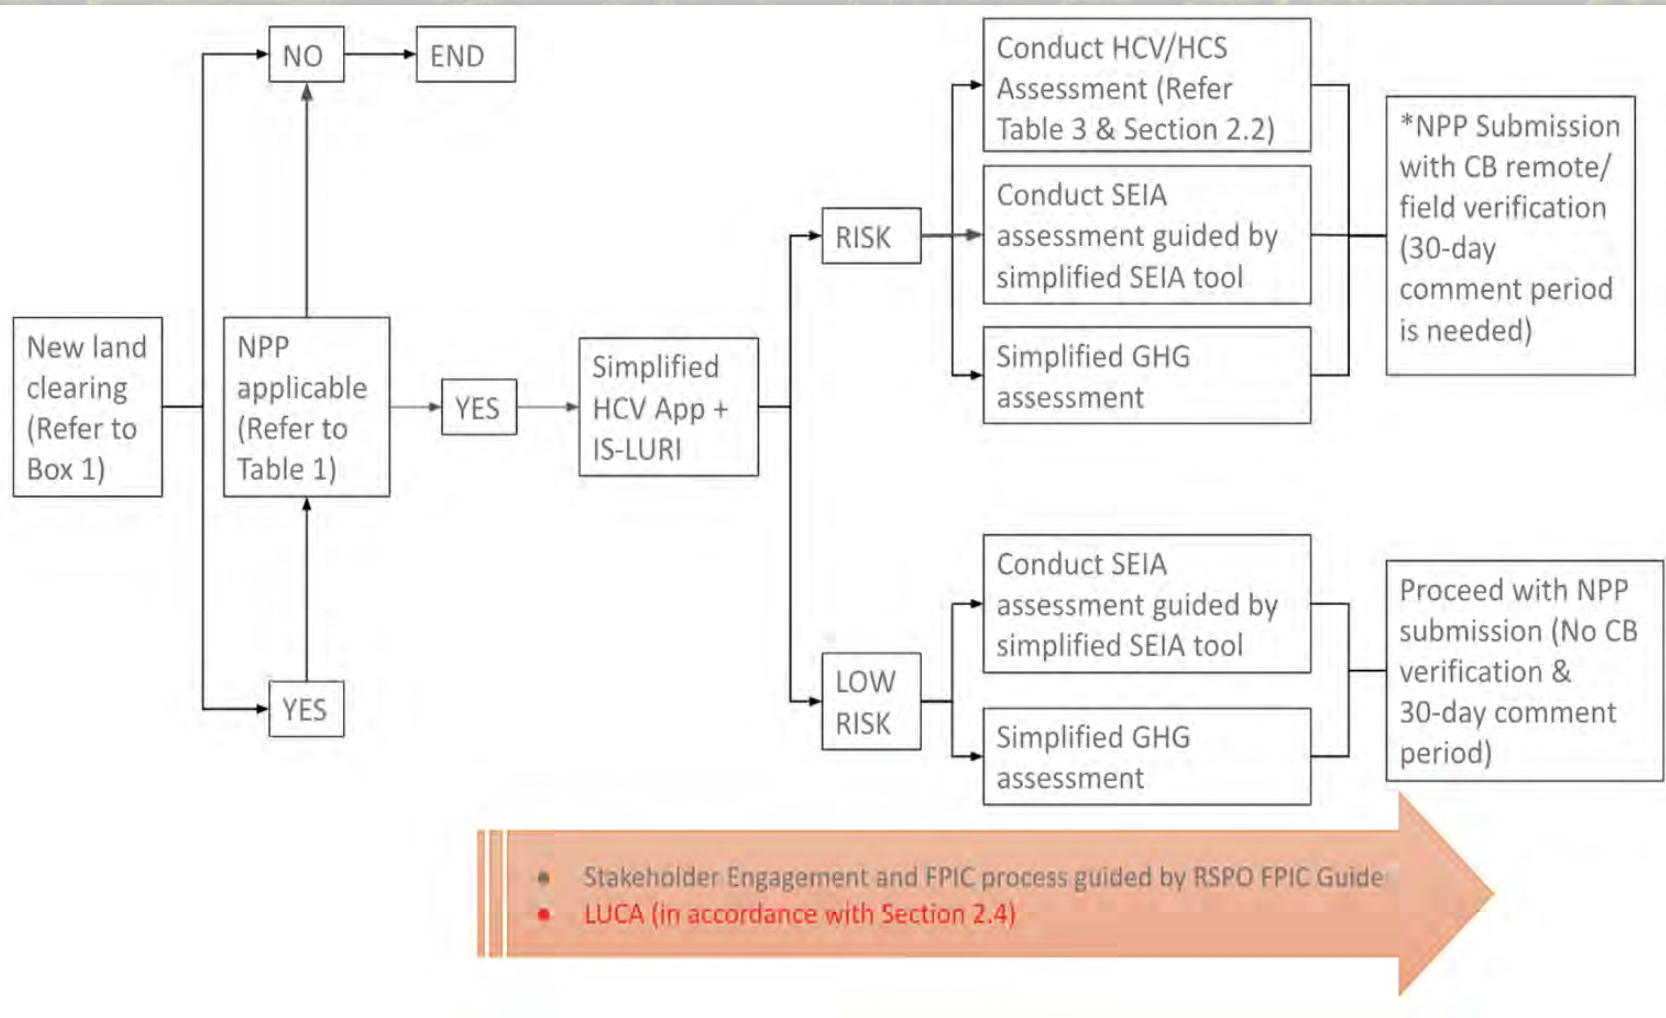 New land
clearing
(Refer to
Box 1)
NO
END
NPP
applicable
(Refer to
Table 1)
YES
YES
Simplified
HCV App +
IS-LURI
RISK
Conduct HCV/HCS
Assessment (Refer
Table 3 & Section 2.2)
Conduct SEIA
assessment guided by
simplified SEIA tool
Simplified GHG
assessment
*NPP Submission
with CB remote/
field verification
(30-day
comment period
is needed)
LOW
RISK
Conduct SEIA
assessment guided by
simplified SEIA tool
Simplified GHG
assessment
Proceed with NPP
submission (No CB
verification &
30-day comment
period)
• Stakeholder Engagement and FPIC process guided by RSPO FPIC Guide
• LUCA (in accordance with Section 2.4)